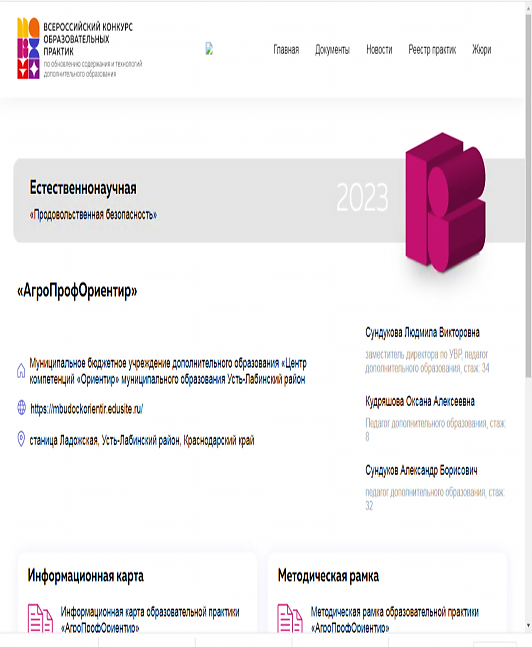 ВСЕРОССИЙСКИЙ КОНКУРС
ОБРАЗОВАТЕЛЬНЫХ
ПРАКТИК
по обновлению содержания и технологий
дополнительного образования
Главная Документы Новости Реестр практик Жюри
Естественнонаучная
«Продовольственная безопасность»
2023
«АгроПрофОриентир»
Муниципальное бюджетное учреждение дополнительного образования «Центр
компетенций «Ориентир» муниципального образования Усть-Лабинский район
https://mbudockorientir.edusite.ru/
станица Ладожская, Усть-Лабинский район, Краснодарский край
Сундукова Людмила Викторовна
заместитель директора по УВР, педагог
дополнительного образования, стаж: 34
Кудряшова Оксана Алексеевна
Педагог дополнительного образования, стаж:
8
Сундуков Александр Борисович
педагог дополнительного образования, стаж:
32
Информационная карта
Информационная карта образовательной практики
«АгроПрофОриентир»
Методическая рамка
Методическая рамка образовательной практики
«АгроПрофОриентир»